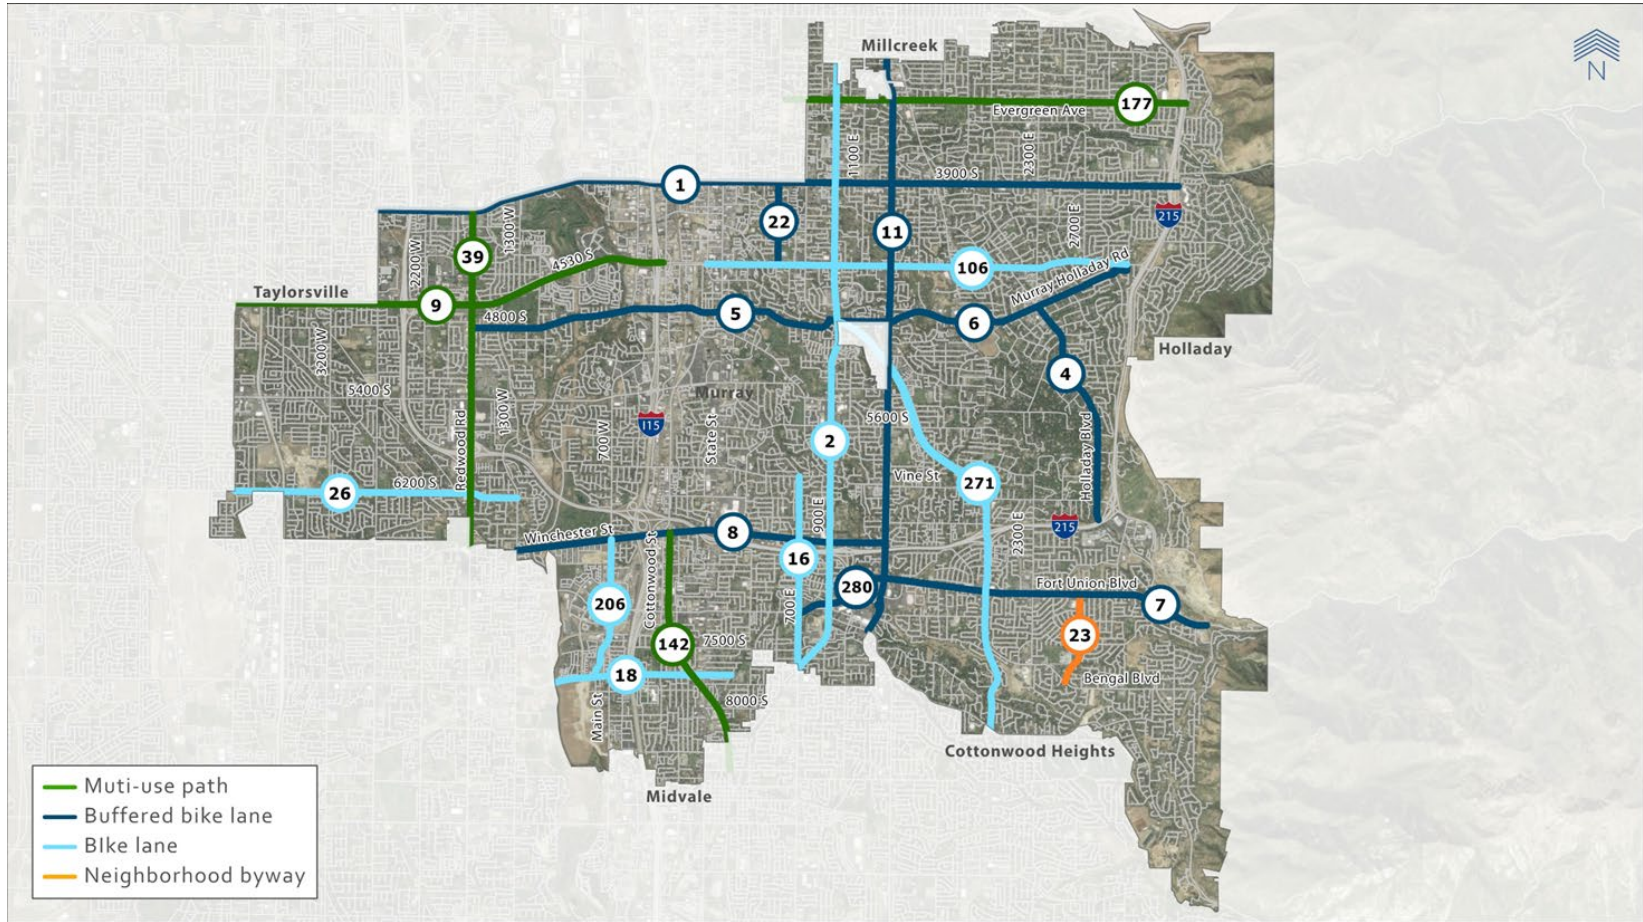 Millcreek
N
177
Evergreen Ave
1100 E
2300 E
3900 S
1
22
11
2700 E
215
1300 W
2200 W
39
4530 S
106
Murray Holladay Rd
Taylorsville
9
4800 S
5
6
Holladay
3200 W
5400 S
4
Murray
1300 W
Redwood Rd
700 W
I15
State St
5600 S
2
Holladay Blvd
Vine St
271
26
6200 S
900 E
2300 E
215
Winchester St
8
Cottonwood St
16
280
Fort Union Blvd
7
206
700 E
142
7500 S
23
18
Bengal Blvd
8000 S
Main St
Cottonwood Heights
Midvale
Muti-use path
Buffered bike lane
BIke lane
Neighborhood byway